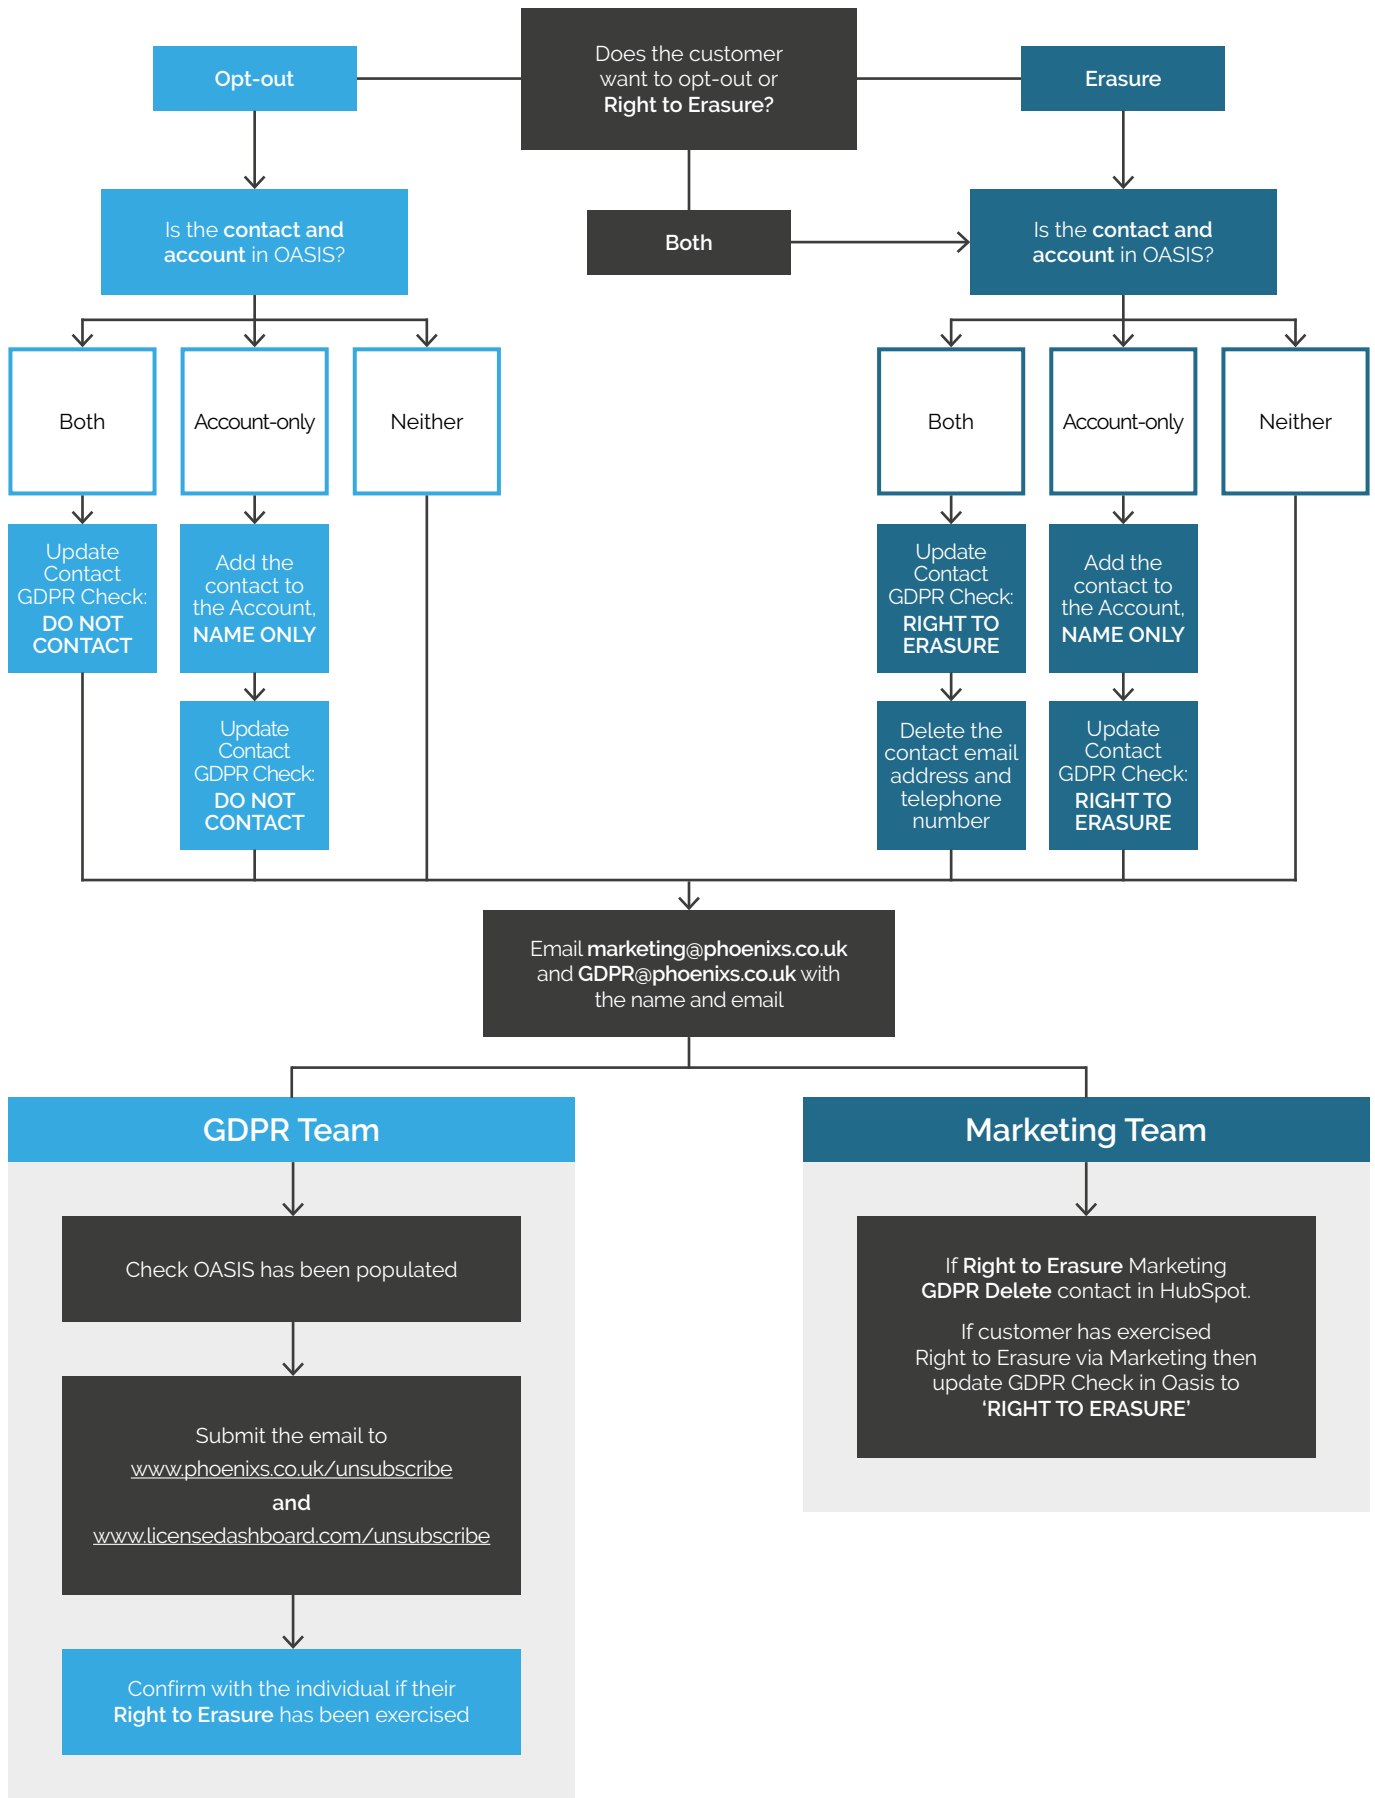 Does the customer
want to opt-out or
Right to Erasure?
Opt-out
Erasure
Both
Is the contact and
account in OASIS?
Is the contact and
account in OASIS?
Both
Account-only
Neither
Both
Account-only
Neither
Update
Contact
GDPR Check:
DO NOT
CONTACT
Add the
contact to
the Account,
NAME ONLY
Update
Contact
GDPR Check:
DO NOT
CONTACT
Update
Contact
GDPR Check:
RIGHT TO
ERASURE
Delete the
contact email
address and
telephone
number
Add the
contact to
the Account,
NAME ONLY
Update
Contact
GDPR Check:
RIGHT TO
ERASURE
Email marketing@phoenixs.co.uk
and GDPR@phoenixs.co.uk with
the name and email
GDPR Team
Check OASIS has been populated
Submit the email to
www.phoenixs.co.uk/unsubscribe
and
www.licensedashboard.com/unsubscribe
Confirm with the individual if their
Right to Erasure has been exercised
Marketing Team
If Right to Erasure Marketing
GDPR Delete contact in HubSpot.
If customer has exercised
Right to Erasure via Marketing then
update GDPR Check in Oasis to
‘RIGHT TO ERASURE’